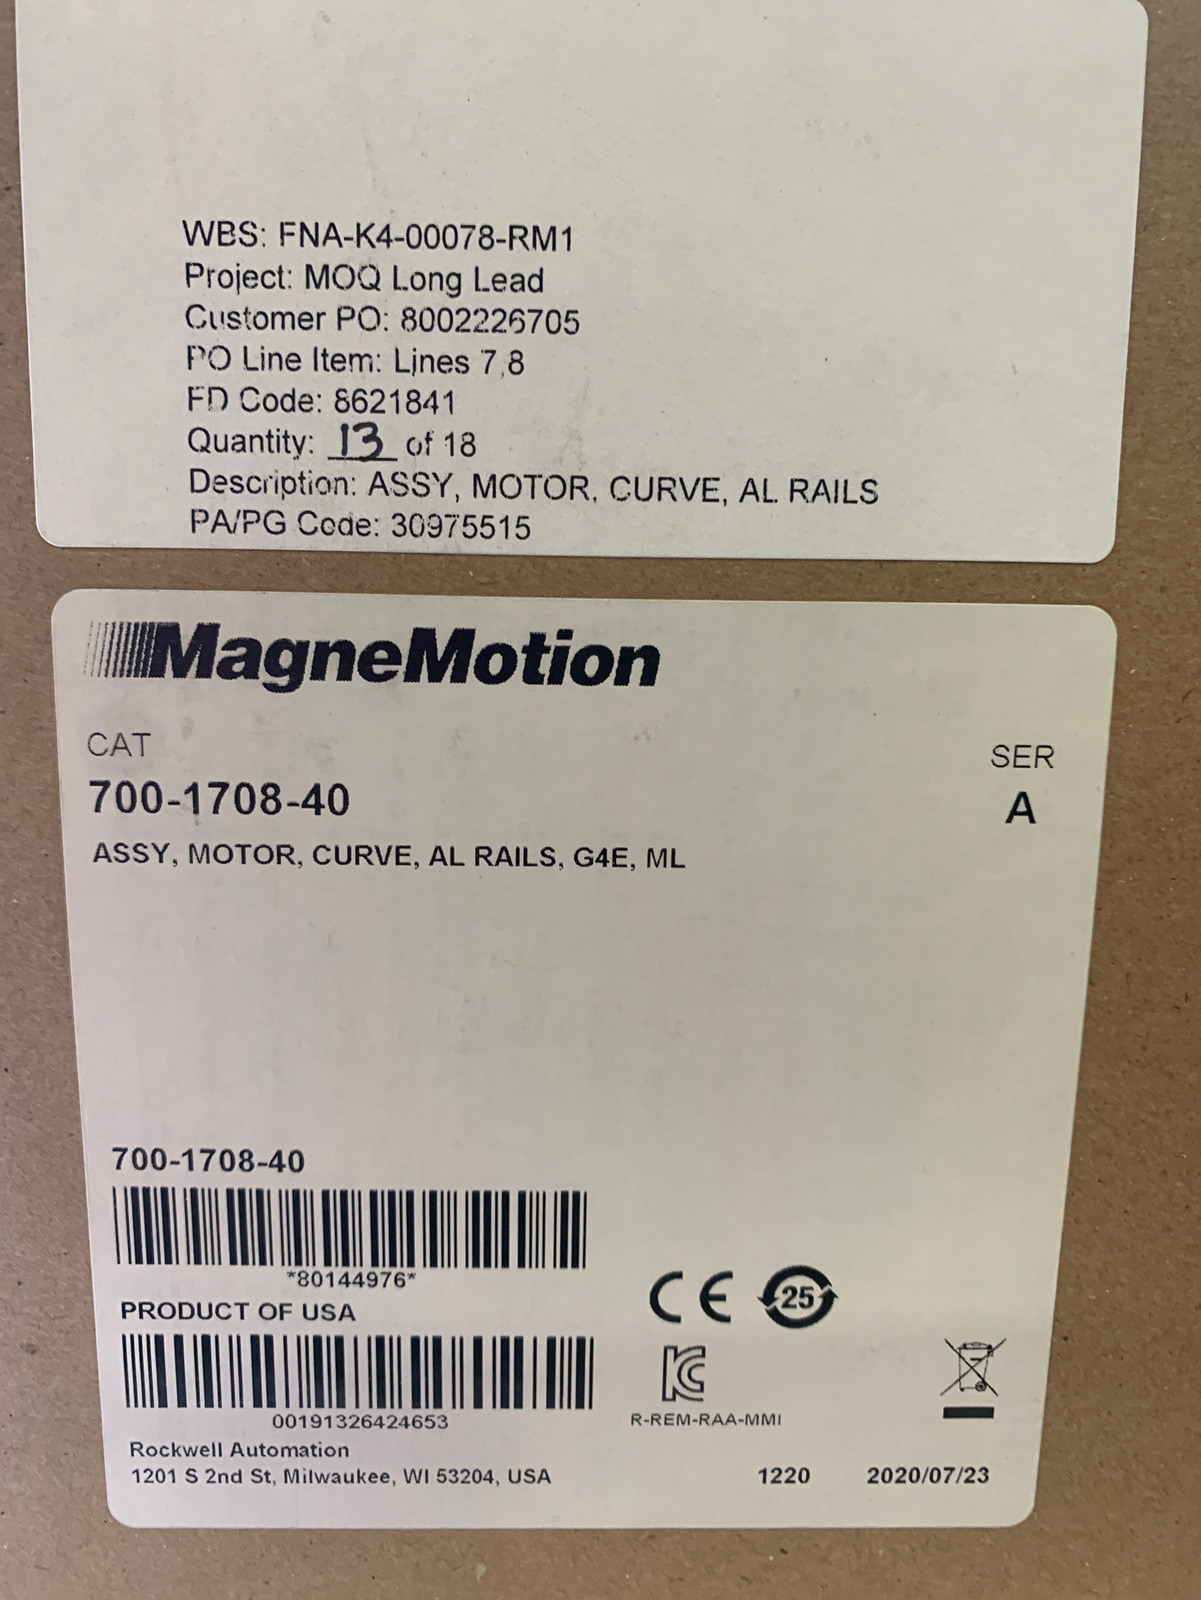 WBS: FNA-K4-00078-RM1
Project: MOQ Long Lead
Customer PO: 8002226705
PO Line Item: Lines 7,8
FD Code: 8621841
Quantity: 13 of 18
Description: ASSY, MOTOR, CURVE, AL RAILS
PA/PG Code: 30975515
MagneMotion
CAT
SER
700-1708-40
A
ASSY, MOTOR, CURVE, AL RAILS, G4E, ML
700-1708-40
*80144976*
CE 25
PRODUCT OF USA
KC
00191326424653
R-REM-RAA-MMI
Rockwell Automation
1201 S 2nd St, Milwaukee, WI 53204, USA
1220 2020/07/23